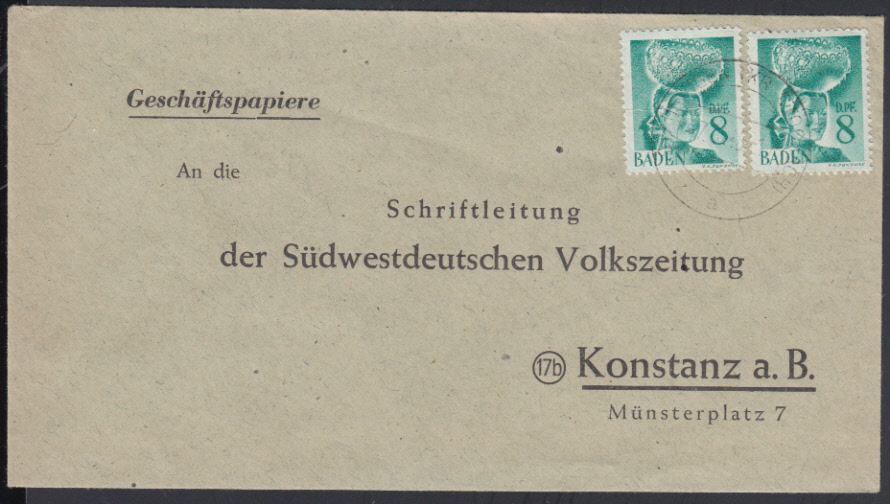 Geschäftspapiere
D.PF.
8
BADEN
D.PF.
8
BADEN
An die
Schriftleitung
der Südwestdeutschen Volkszeitung
17b Konstanz a. B.
Münsterplatz 7